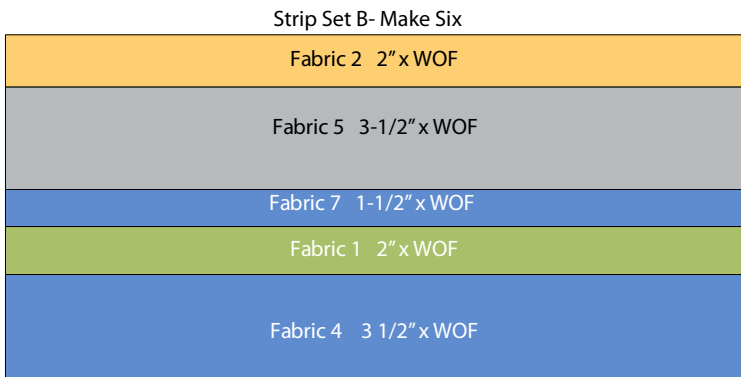 Strip Set B- Make Six
Fabric 2 2” x WOF
Fabric 5 3-1/2” x WOF
Fabric 7 1-1/2” x WOF
Fabric 1 2” x WOF
Fabric 4 3 1/2” x WOF